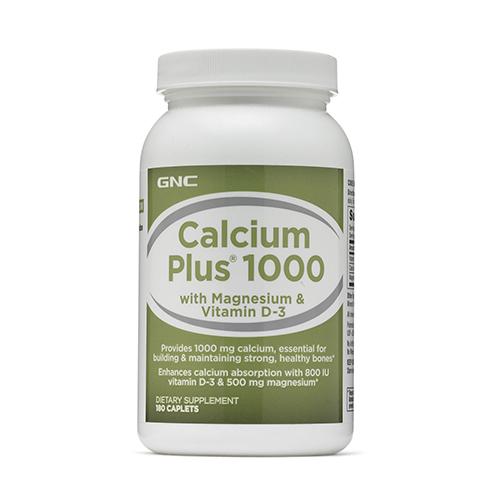 GNC
Calcium
Plus® 1000
with Magnesium &
Vitamin D-3
Provides 1000 mg calcium, essential for
building & maintaining strong, healthy bones*
Enhances calcium absorption with 800 IU
vitamin D-3 & 500 mg magnesium*
DIETARY SUPPLEMENT
180 CAPLETS